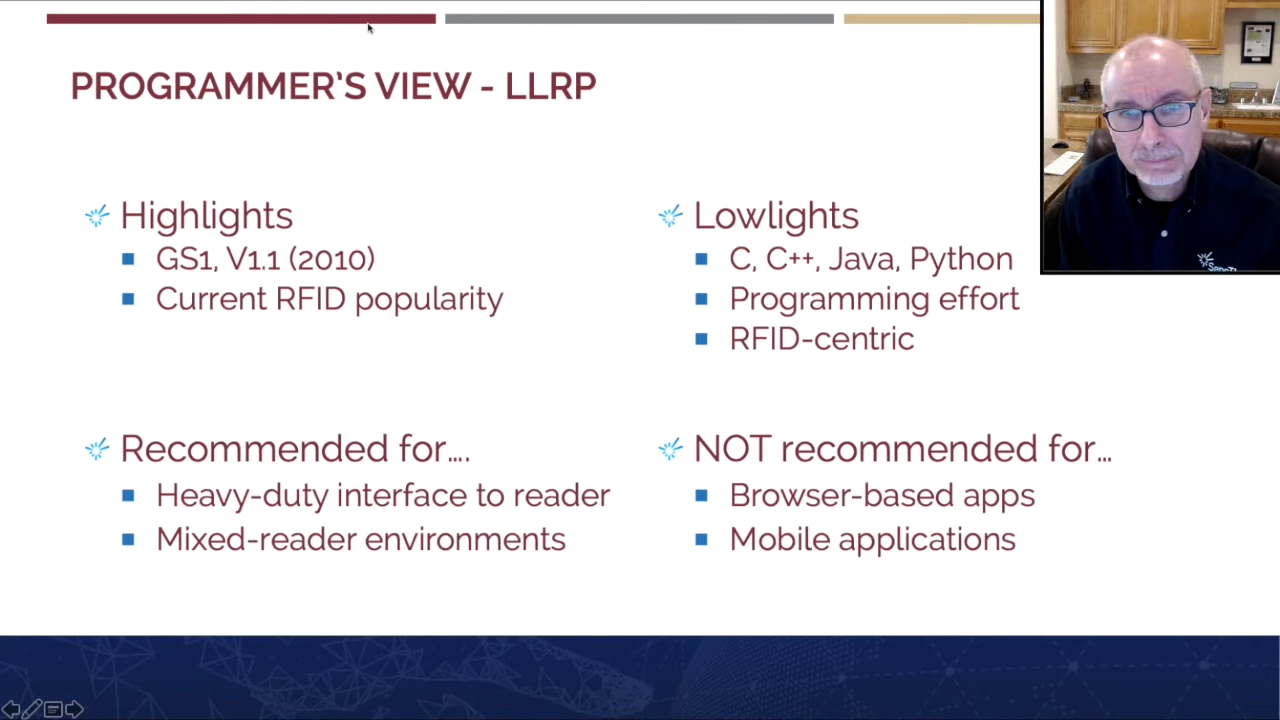 PROGRAMMER'S VIEW - LLRP
Highlights
GS1, V1.1 (2010)
Current RFID popularity
Lowlights
C, C++, Java, Python
Programming effort
RFID-centric
Recommended for....
Heavy-duty interface to reader
Mixed-reader environments
NOT recommended for...
Browser-based apps
Mobile applications